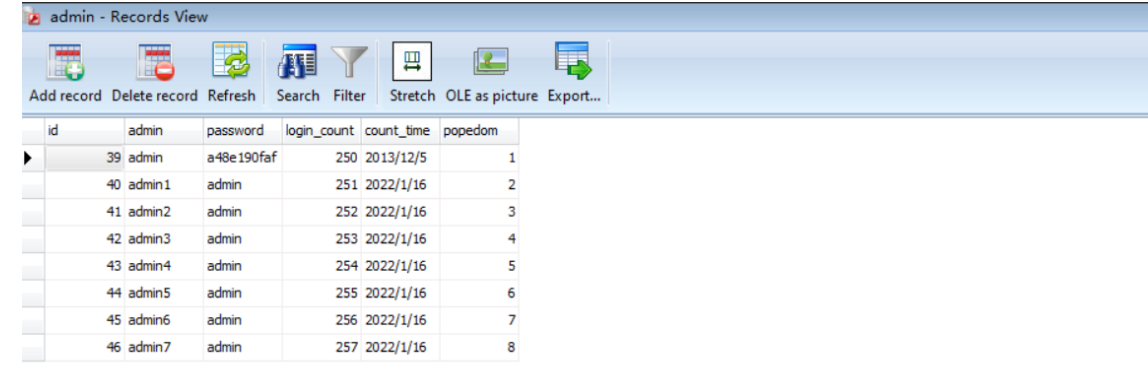 admin - Records View
Add record Delete record Refresh Search Filter Stretch OLE as picture Export...
id admin password login_count count_time popedom
39 admin a48e190faf 250 2013/12/5 1
40 admin1 admin 251 2022/1/16 2
41 admin2 admin 252 2022/1/16 3
42 admin3 admin 253 2022/1/16 4
43 admin4 admin 254 2022/1/16 5
44 admin5 admin 255 2022/1/16 6
45 admin6 admin 256 2022/1/16 7
46 admin7 admin 257 2022/1/16 8